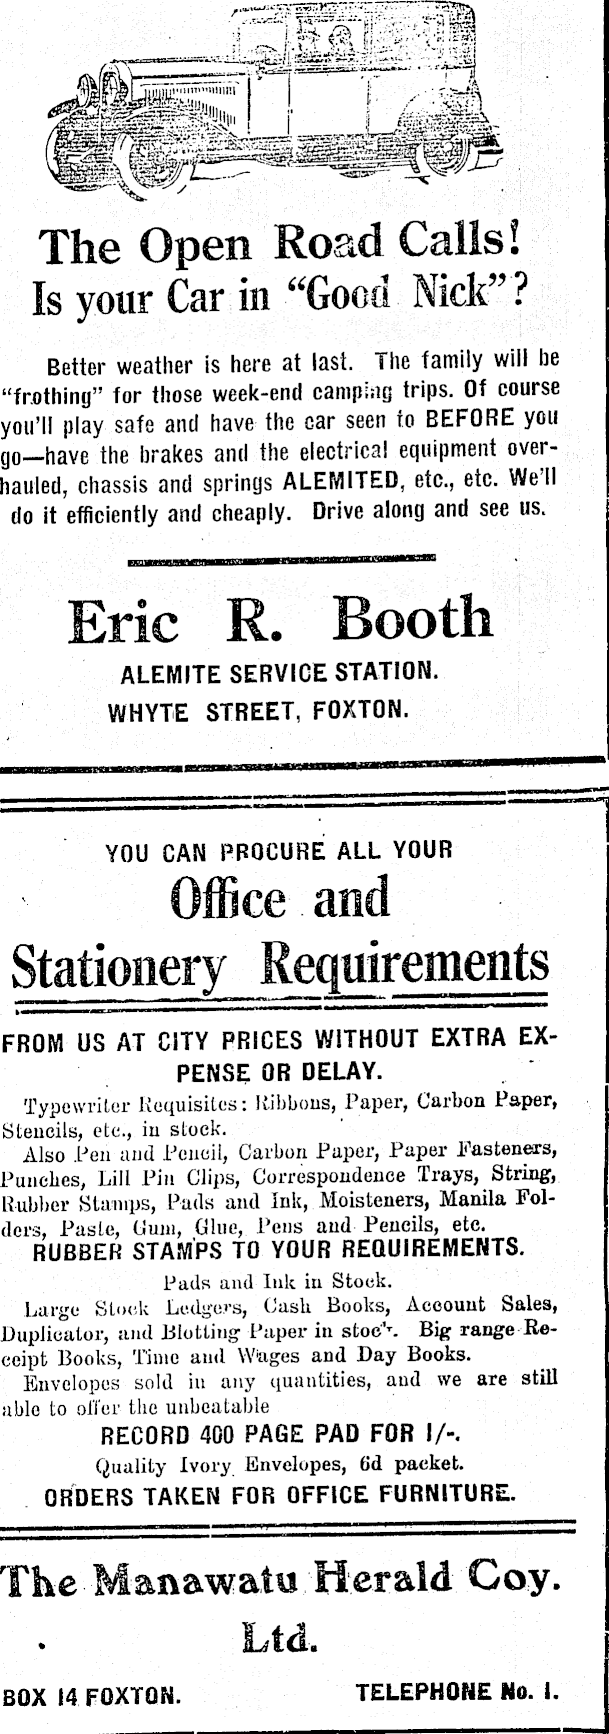 The Open Road Calls!
Is your Car in “Good Nick”?
Better weather is here at last. The family will be
“frothing” for those week-end camping trips. Of course
you'll play safe and have the car seen to BEFORE you
go—have the brakes and the electrical equipment over-
hauled, chassis and springs ALEMITED, etc., etc. We'll
do it efficiently and cheaply. Drive along and see us.
Eric R. Booth
ALEMITE SERVICE STATION.
WHYTE STREET, FOXTON.
YOU CAN PROCURE ALL YOUR
Office and
Stationery Requirements
FROM US AT CITY PRICES WITHOUT EXTRA EX-
PENSE OR DELAY.
Typewriter Requisites: Ribbons, Paper, Carbon Paper,
Stencils, etc., in stock.
Also Pen and Pencil, Carbon Paper, Paper Fasteners,
Punches, Lill Pin Clips, Correspondence Trays, String,
Rubber Stamps, Pads and Ink, Moisteners, Manila Fol-
ders, Paste, Gum, Glue, Pens and Pencils, etc.
RUBBER STAMPS TO YOUR REQUIREMENTS.
Pads and Ink in Stock.
Large Stock Ledgers, Cash Books, Account Sales,
Duplicator, and Blotting Paper in stock. Big range Re-
ceipt Books, Time and Wages and Day Books.
Envelopes sold in any quantities, and we are still
able to offer the unbeatable
RECORD 400 PAGE PAD FOR 1/-.
Quality Ivory Envelopes, 6d packet.
ORDERS TAKEN FOR OFFICE FURNITURE.
The Manawatu Herald Coy.
Ltd.
BOX 14 FOXTON. TELEPHONE No. 1.